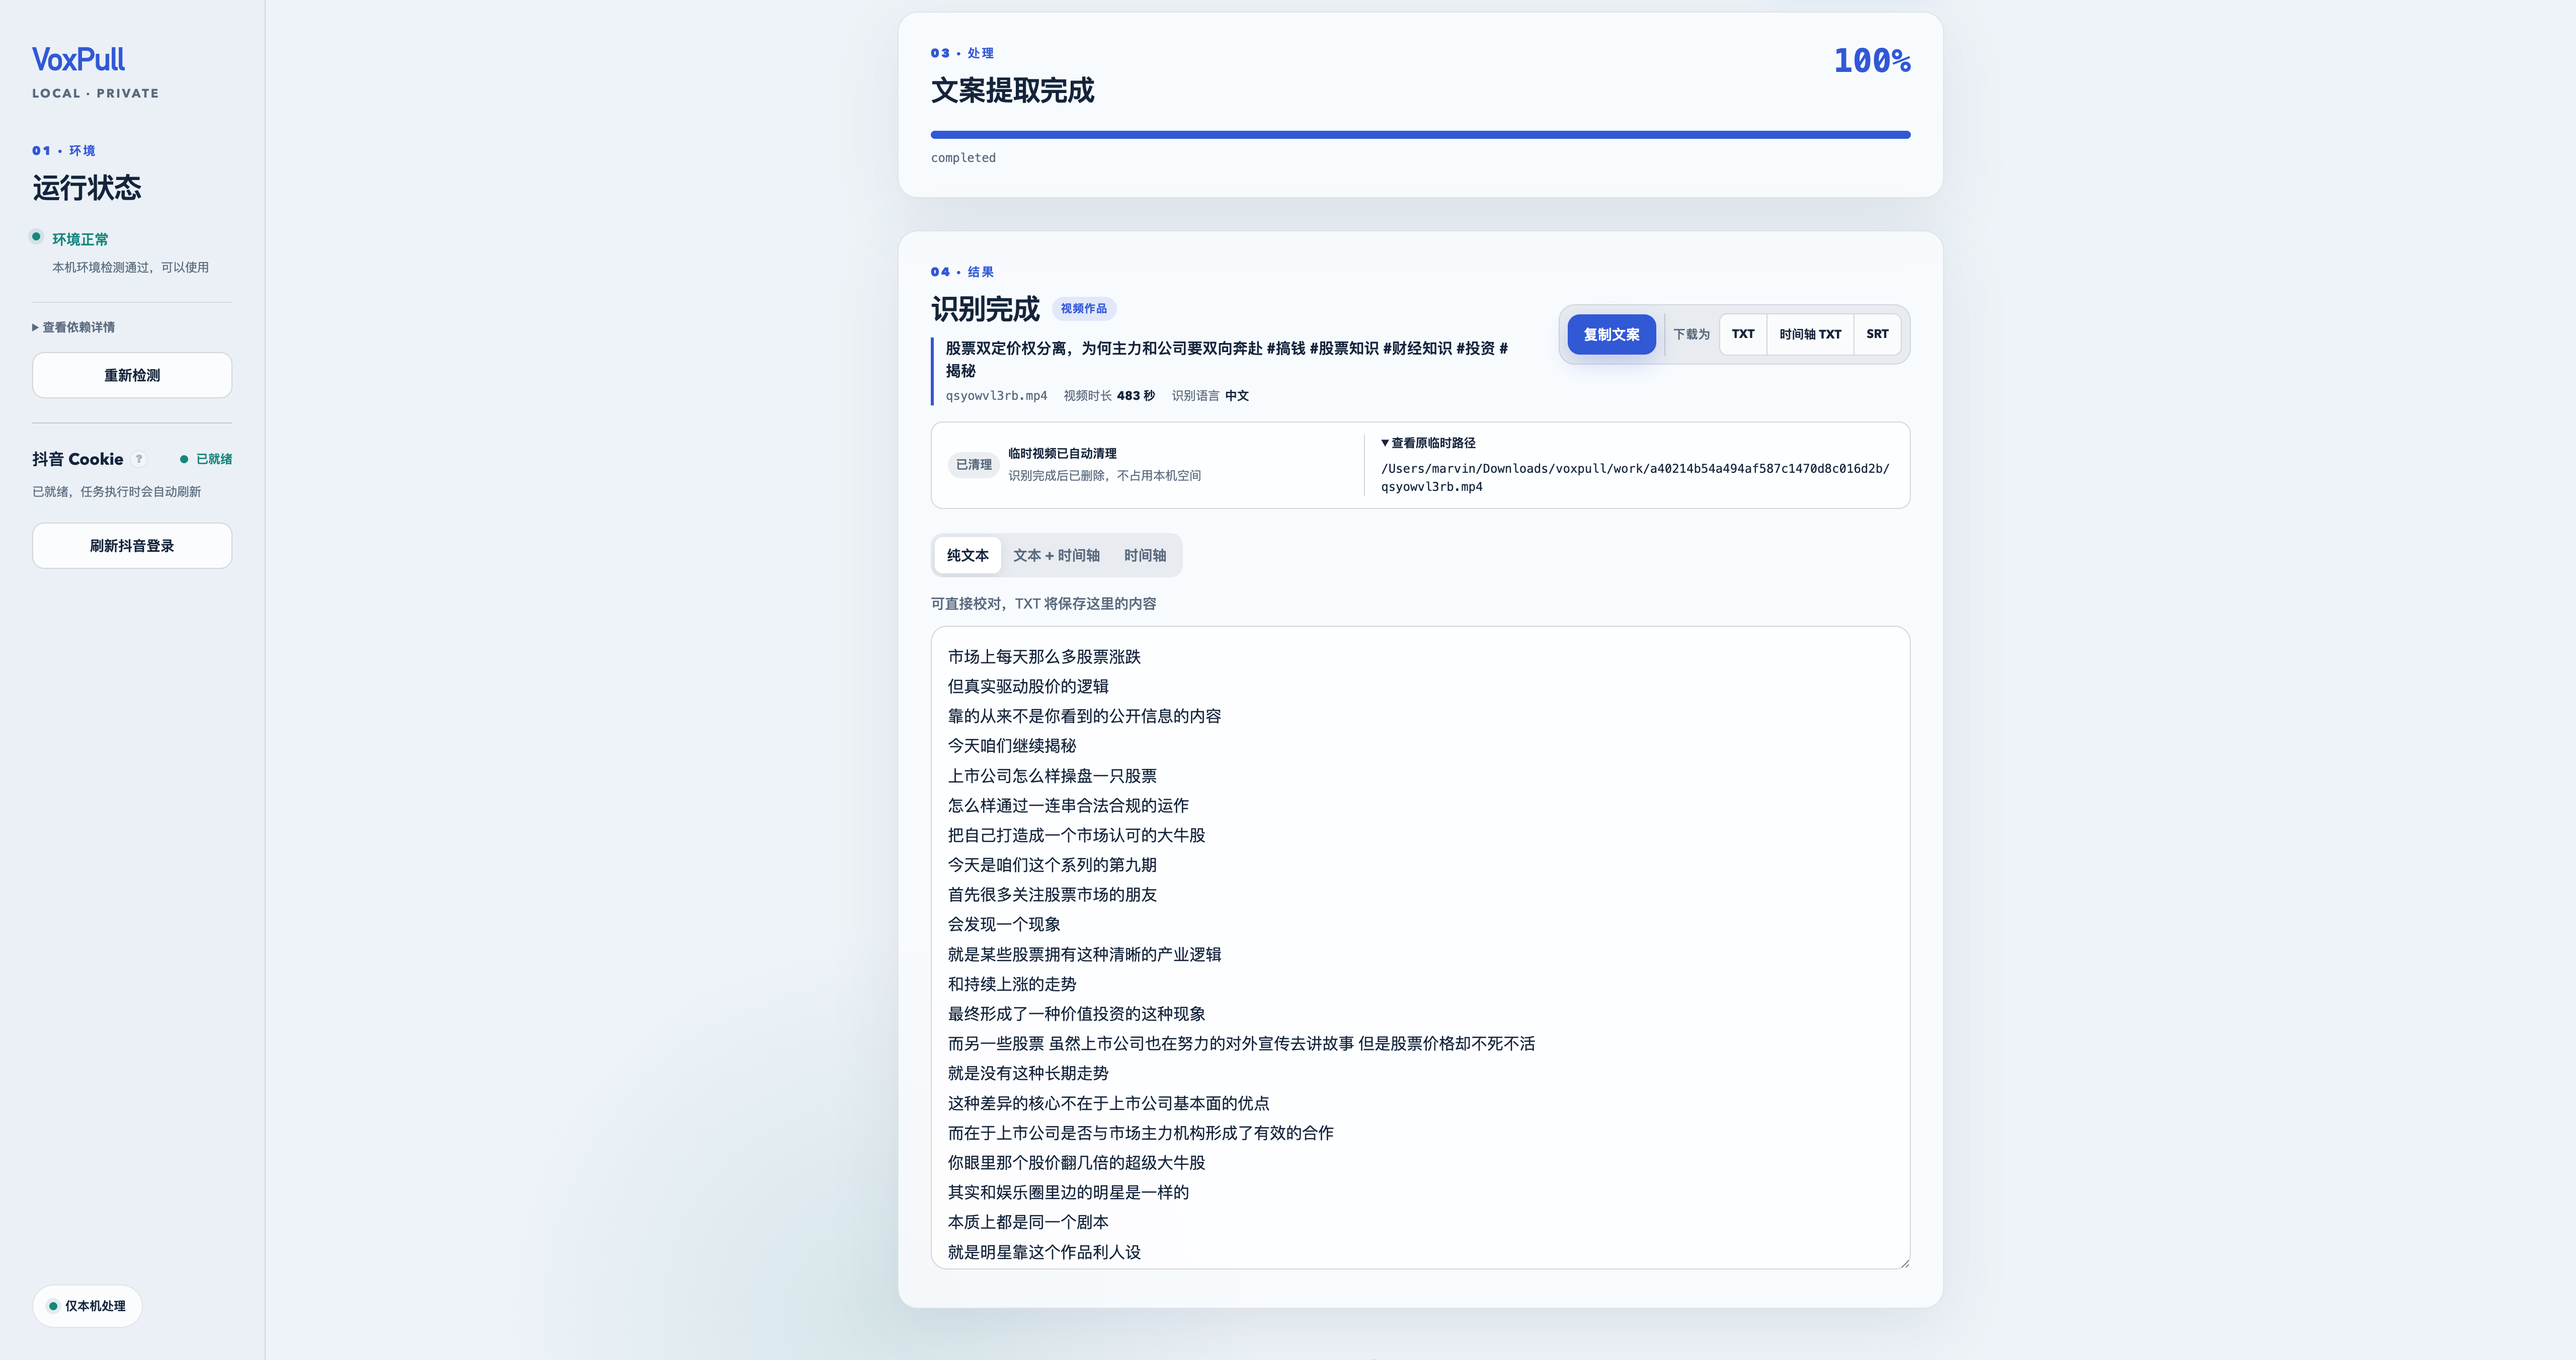 VoxPull
LOCAL · PRIVATE
01 · 环境
运行状态
环境正常
本机环境检测通过，可以使用
查看依赖详情
重新检测
抖音 Cookie ? 已就绪
已就绪，任务执行时会自动刷新
刷新抖音登录
仅本机处理
03 · 处理
100%
文案提取完成
completed
04 · 结果
识别完成 视频作品
股票双定价权分离，为何主力和公司要双向奔赴 #搞钱 #股票知识 #财经知识 #投资 #
揭秘
qsyowvl3rb.mp4 视频时长 483 秒 识别语言 中文
复制文案 下载为 TXT 时间轴 TXT SRT
已清理
临时视频已自动清理
识别完成后已删除，不占用本机空间
查看原临时路径
/Users/marvin/Downloads/voxpull/work/a40214b54a494af587c1470d8c016d2b/
qsyowvl3rb.mp4
纯文本 文本 + 时间轴 时间轴
可直接校对，TXT 将保存这里的内容
市场上每天那么多股票涨跌
但真实驱动股价的逻辑
靠的从来不是你看到的公开信息的内容
今天咱们继续揭秘
上市公司怎么样操盘一只股票
怎么样通过一连串合法合规的运作
把自己打造成一个市场认可的大牛股
今天是咱们这个系列的第九期
首先很多关注股票市场的朋友
会发现一个现象
就是某些股票拥有这种清晰的产业逻辑
和持续上涨的走势
最终形成了一种价值投资的这种现象
而另一些股票 虽然上市公司也在努力的对外宣传去讲故事 但是股票价格却不死不活
就是没有这种长期走势
这种差异的核心不在于上市公司基本面的优点
而在于上市公司是否与市场主力机构形成了有效的合作
你眼里那个股价翻几倍的超级大牛股
其实和娱乐圈里边的明星是一样的
本质上都是同一个剧本
就是明星靠这个作品利人设